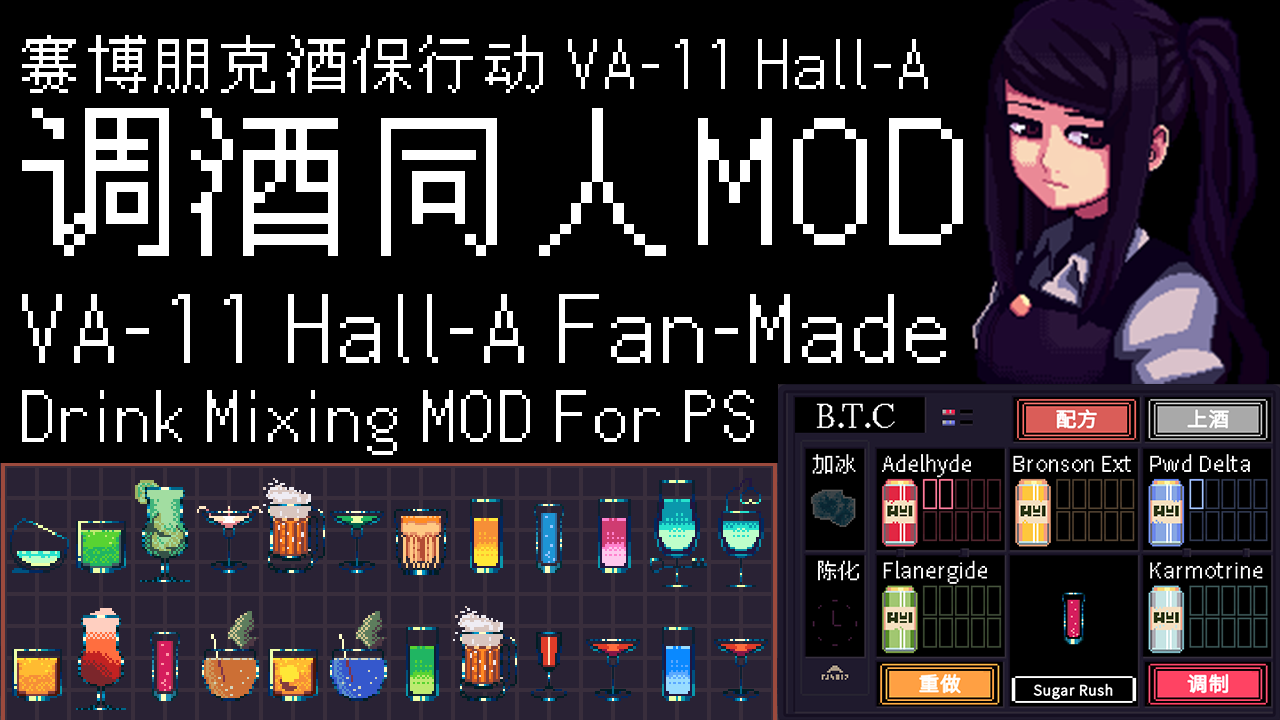 赛博朋克酒保行动 VA-11 Hall-A
调酒同人MOD
VA-11 Hall-A Fan-Made
Drink Mixing MOD For PS
B.T.C
配方
上酒
加冰
Adelhyde
Bronson Ext
Pwd Delta
陈化
Flanergide
Karmotrine
重做
Sugar Rush
调制